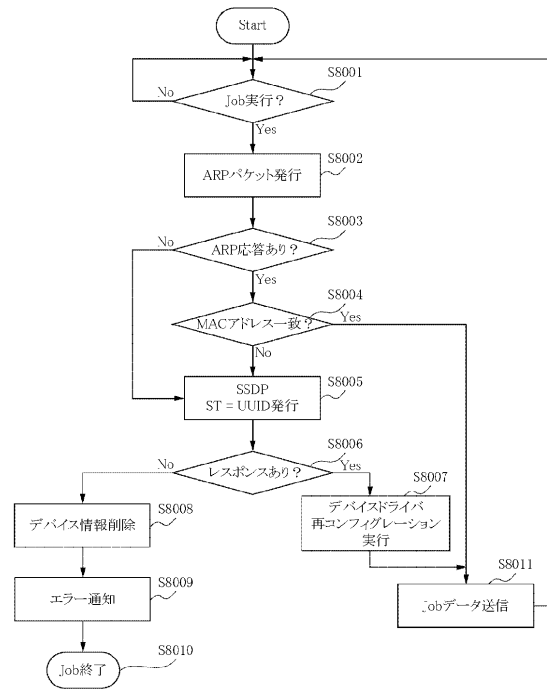 Start
S8001
No
Job実行？
Yes
S8002
ARPパケット発行
S8003
No
ARP応答あり？
Yes
S8004
MACアドレス一致？
Yes
No
SSDP
ST = UUID発行
S8005
S8006
No
レスポンスあり？
Yes
S8007
デバイスドライバ
再コンフィグレーション
実行
S8008
デバイス情報削除
S8009
エラー通知
S8011
Jobデータ送信
S8010
Job終了